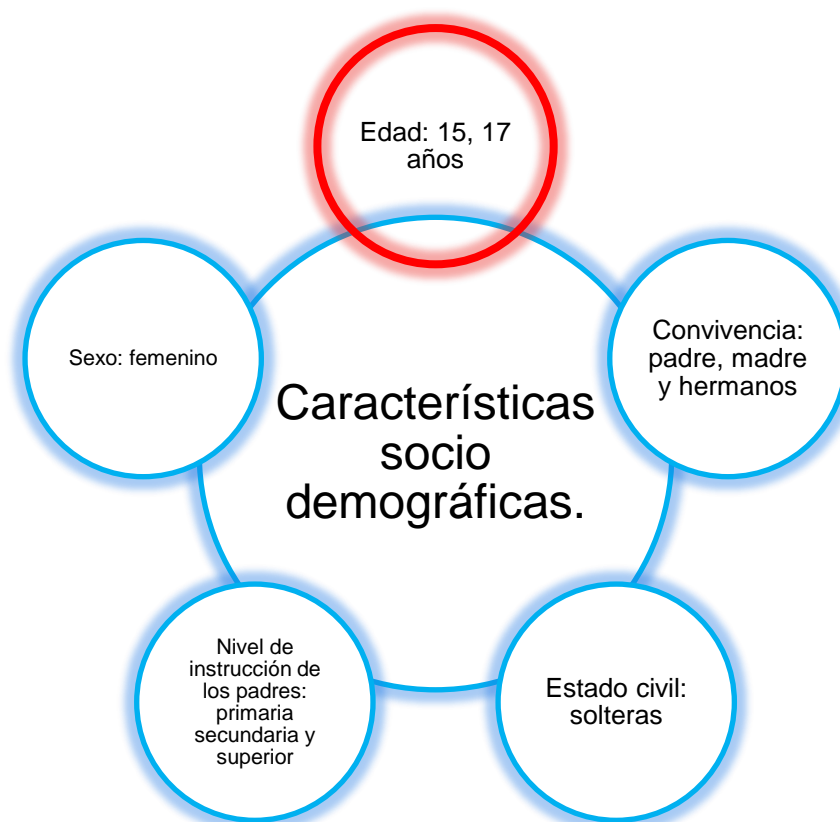 Edad: 15, 17
años
Sexo: femenino
Convivencia:
padre, madre
y hermanos
Características
socio
demográficas.
Nivel de
instrucción de
los padres:
primaria
secundaria y
superior
Estado civil:
solteras